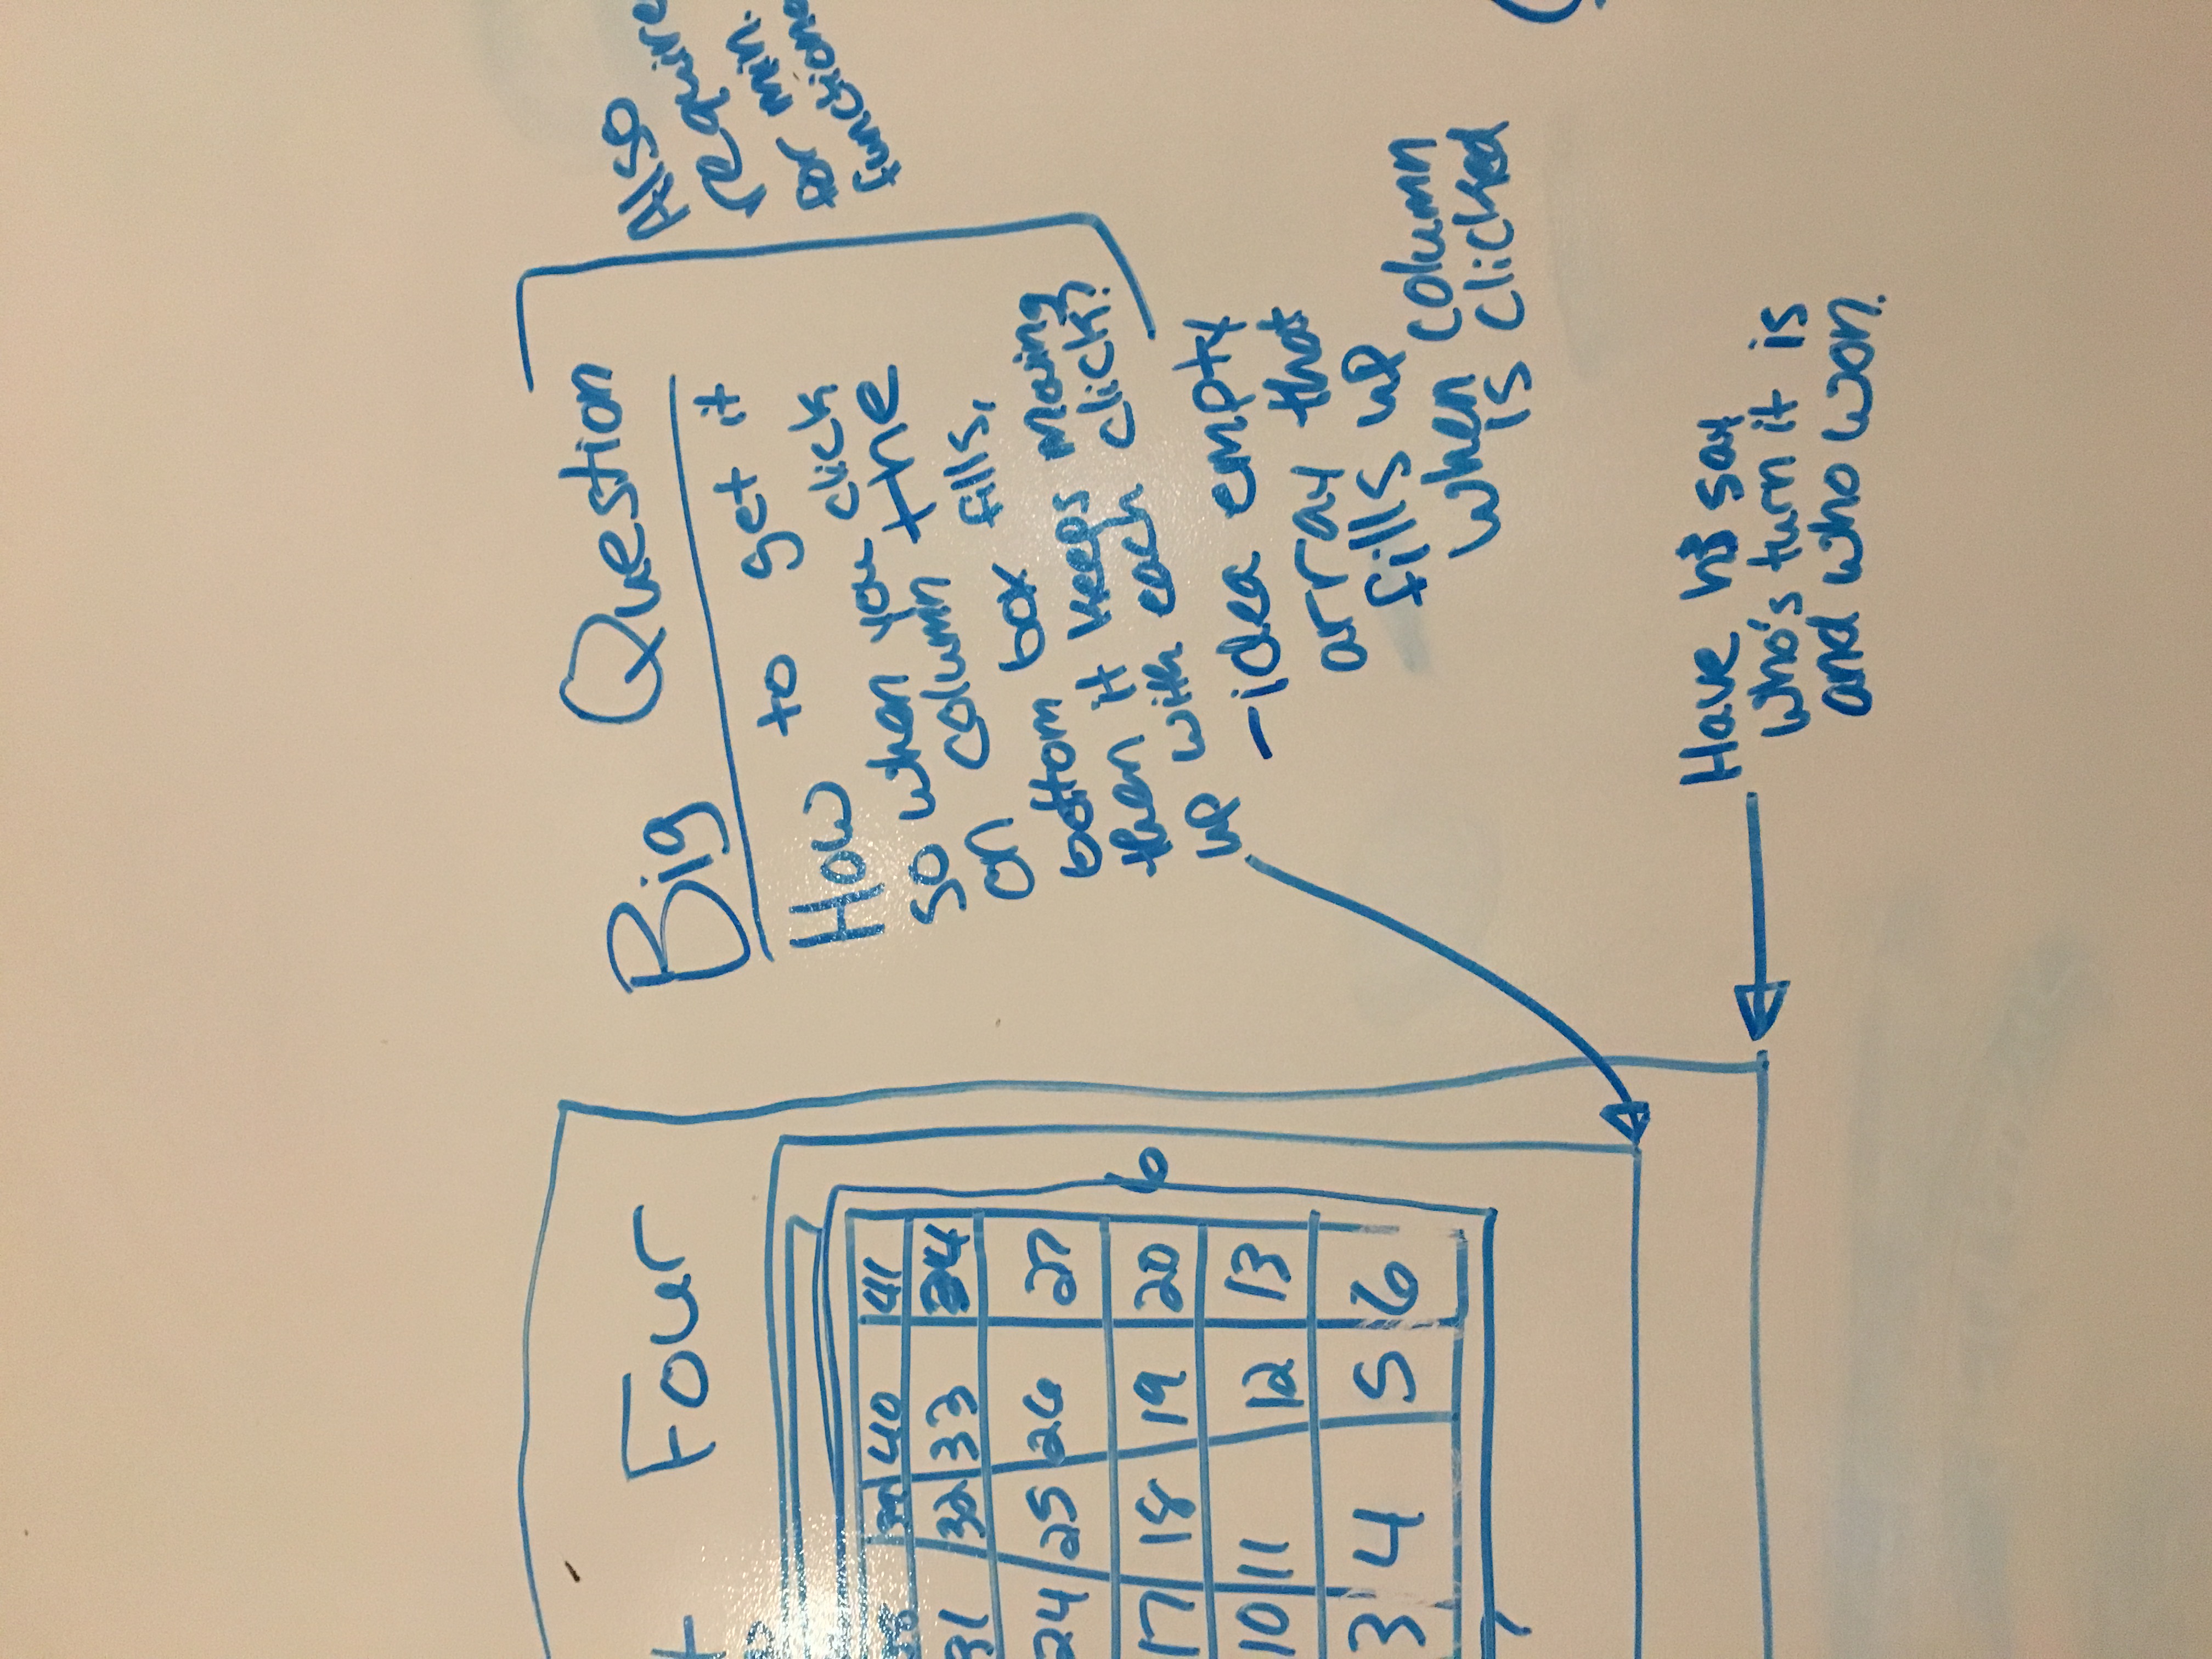 Four
40 41
31 32 33 34
24 25 26 27
17 18 19 20
10 11 12 13
3 4 5 6
6
7
Big Question
How to get it
so when you click
on column the
bottom box fills,
then it keeps moving
up with each click?
-idea empty
array that
fills up
when column
is clicked
Also
require
for min.
functiona
Have h3 say
who's turn it is
and who won.